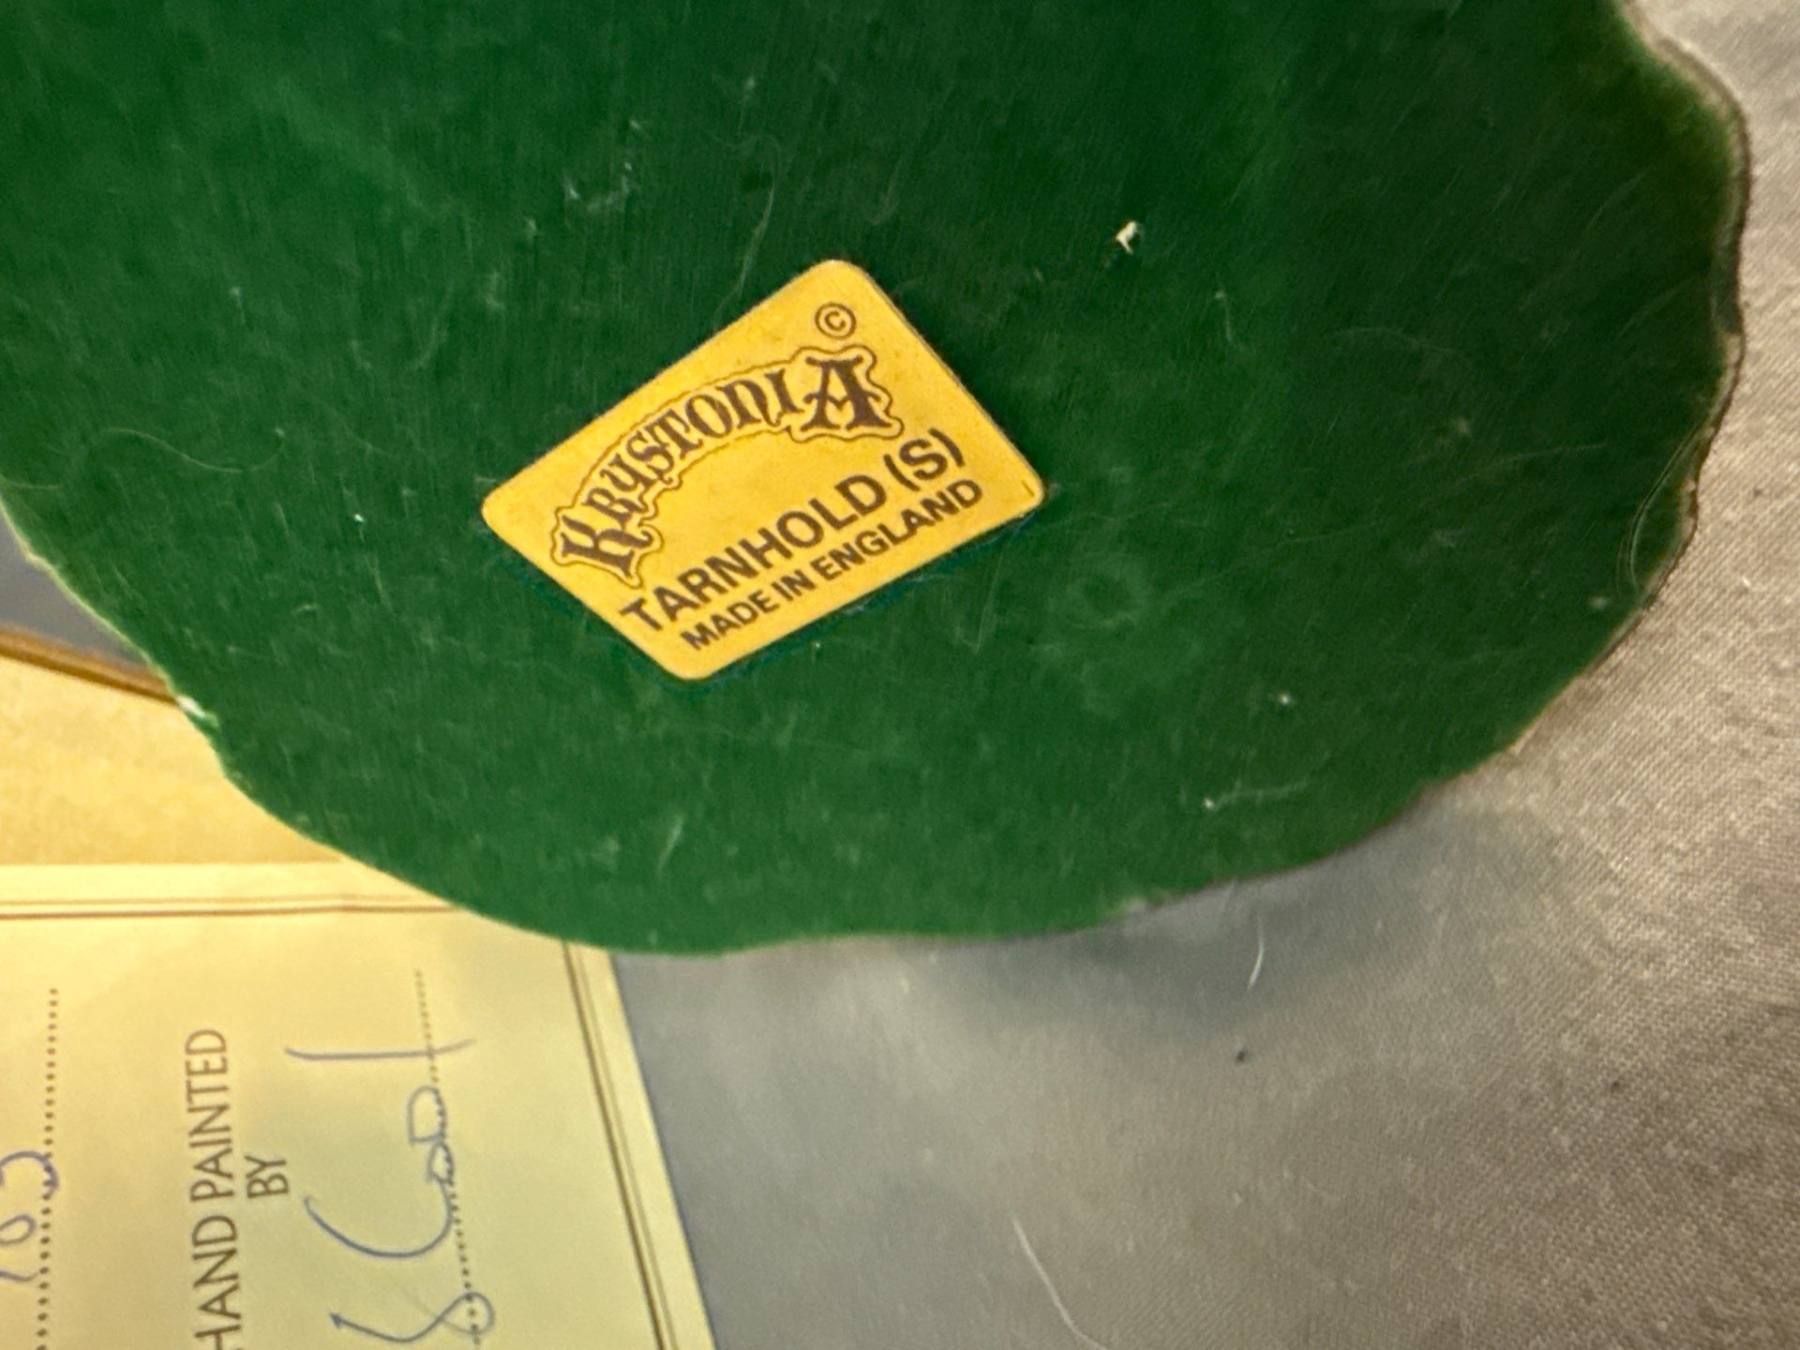 ©
KRYSTONIA
TARNHOLD (S)
MADE IN ENGLAND
HAND PAINTED
BY